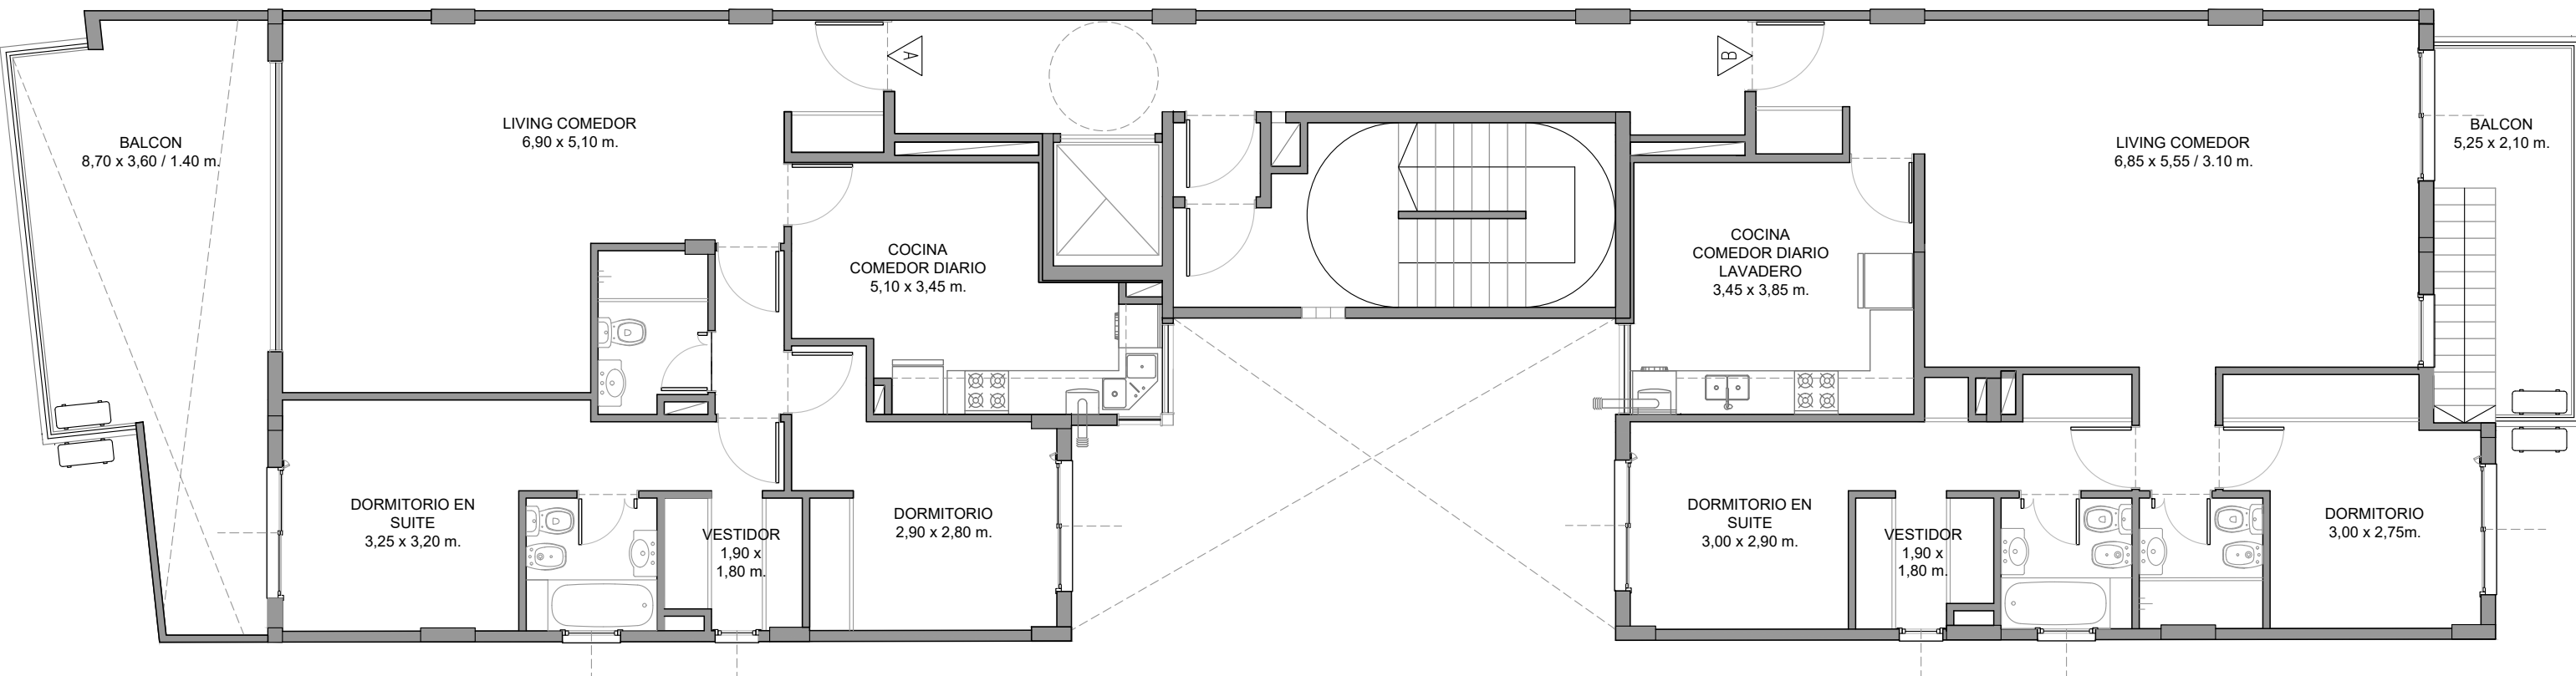 A
B
BALCON
8,70 x 3,60 / 1.40 m.
LIVING COMEDOR
6,90 x 5,10 m.
LIVING COMEDOR
6,85 x 5,55 / 3.10 m.
BALCON
5,25 x 2,10 m.
COCINA
COMEDOR DIARIO
5,10 x 3,45 m.
COCINA
COMEDOR DIARIO
LAVADERO
3,45 x 3,85 m.
DORMITORIO EN
SUITE
3,25 x 3,20 m.
VESTIDOR
1,90 x
1,80 m.
DORMITORIO
2,90 x 2,80 m.
DORMITORIO EN
SUITE
3,00 x 2,90 m.
VESTIDOR
1,90 x
1,80 m.
DORMITORIO
3,00 x 2,75m.